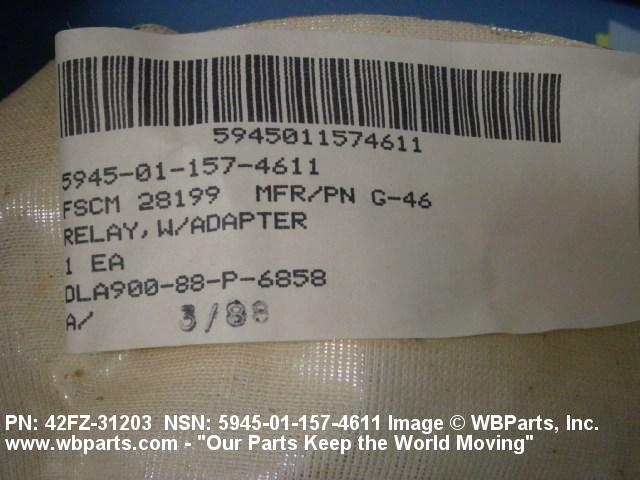 5945011574611
5945-01-157-4611
FSCM 28199 MFR/PN G-46
RELAY, W/ADAPTER
1 EA
DLA900-88-P-6858
A/ 3/88
PN: 42FZ-31203 NSN: 5945-01-157-4611 Image © WBParts, Inc.
www.wbparts.com - "Our Parts Keep the World Moving"